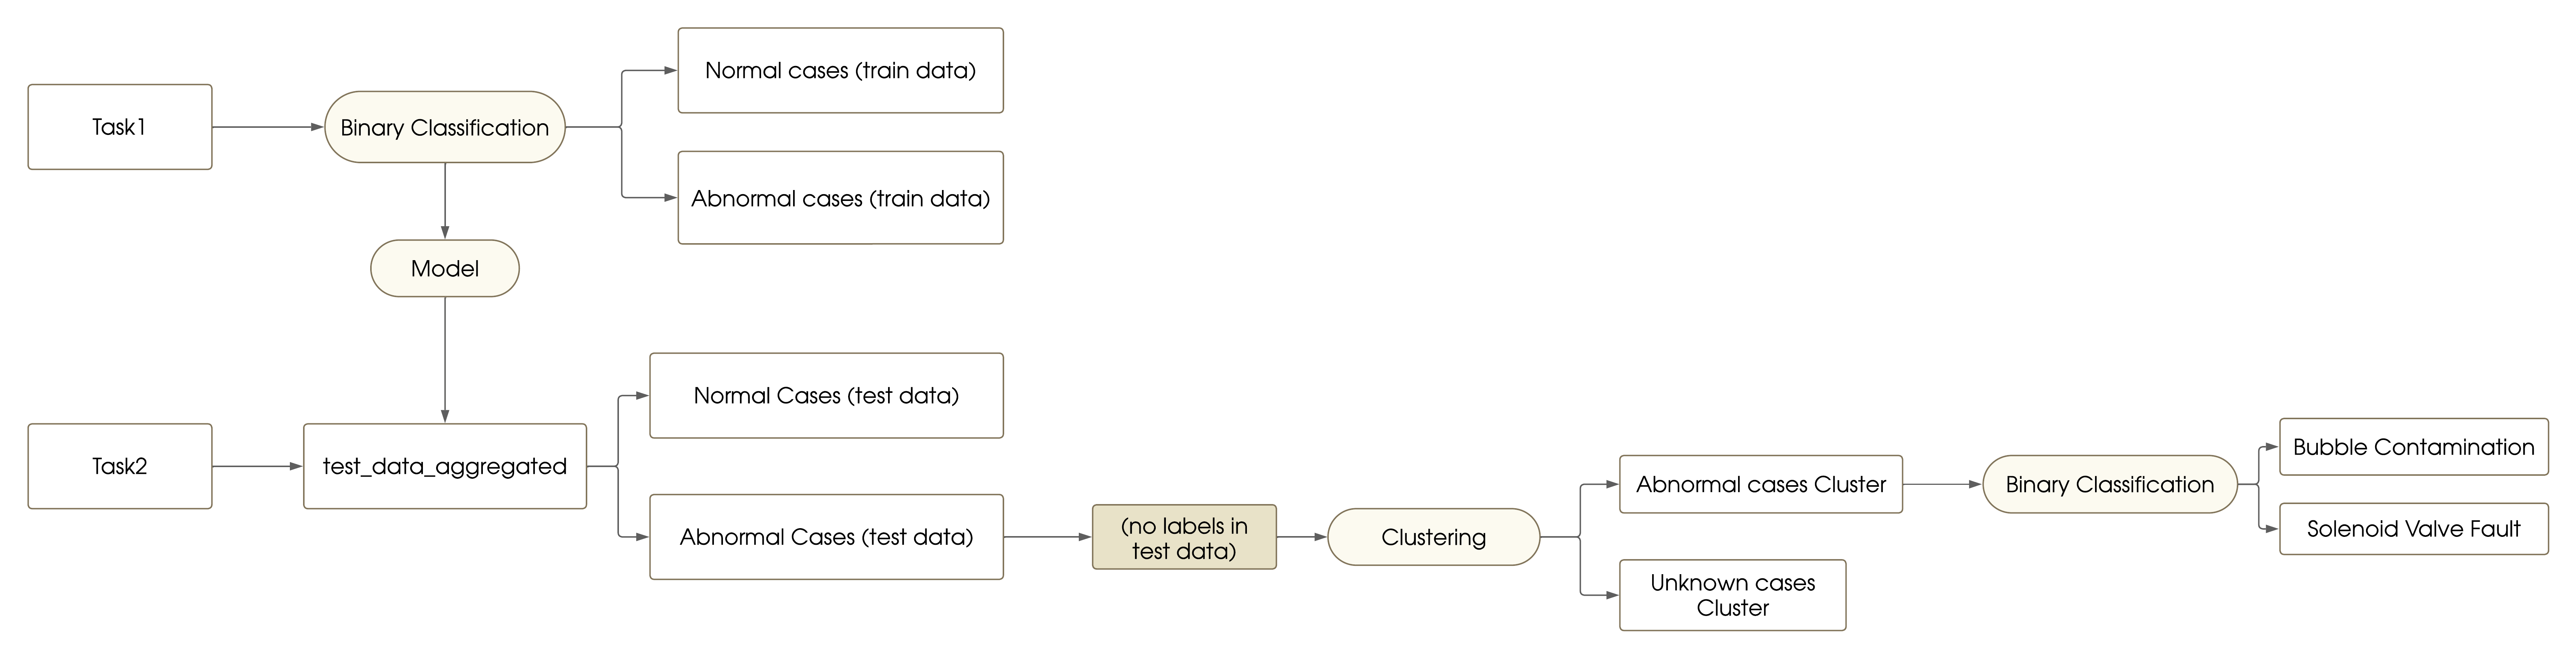 Task1
Binary Classification
Normal cases (train data)
Abnormal cases (train data)
Model
Task2
test_data_aggregated
Normal Cases (test data)
Abnormal Cases (test data)
(no labels in
test data)
Clustering
Abnormal cases Cluster
Unknown cases
Cluster
Binary Classification
Bubble Contamination
Solenoid Valve Fault